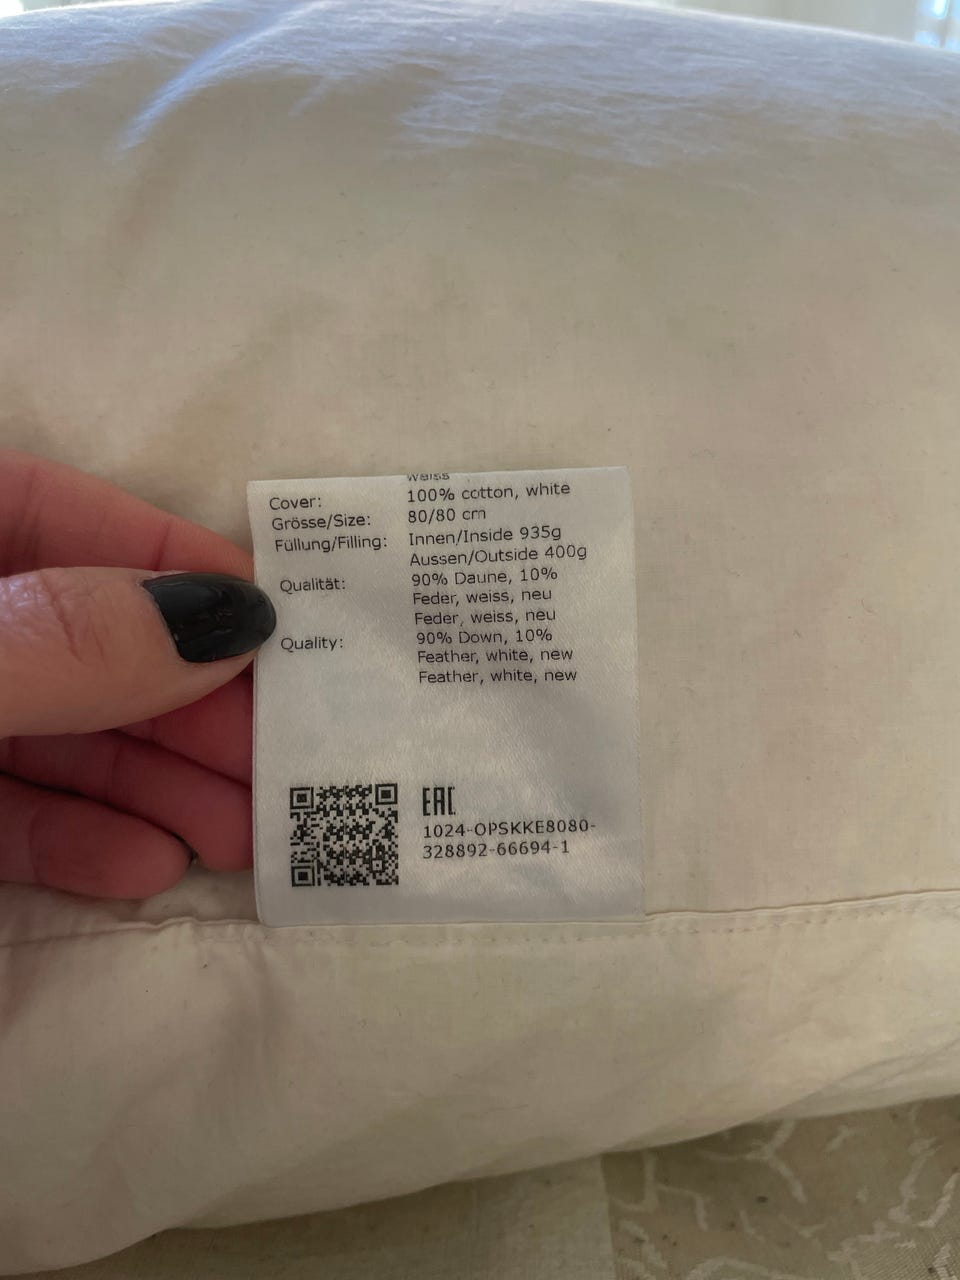 weiss
Cover: 100% cotton, white
Grösse/Size: 80/80 cm
Füllung/Filling: Innen/Inside 935g
Aussen/Outside 400g
Qualität: 90% Daune, 10%
Feder, weiss, neu
Feder, weiss, neu
Quality: 90% Down, 10%
Feather, white, new
Feather, white, new
EAC
1024-OPSKKE8080-
328892-66694-1